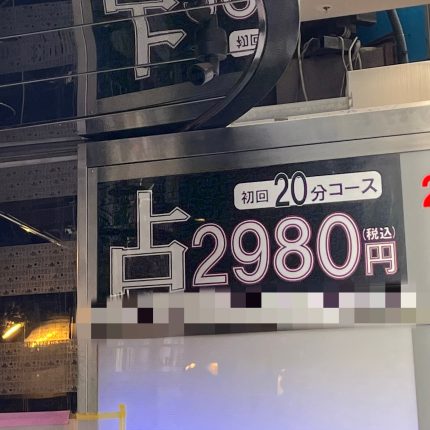 初回
初回 20分コース
占 2980円
(税込)